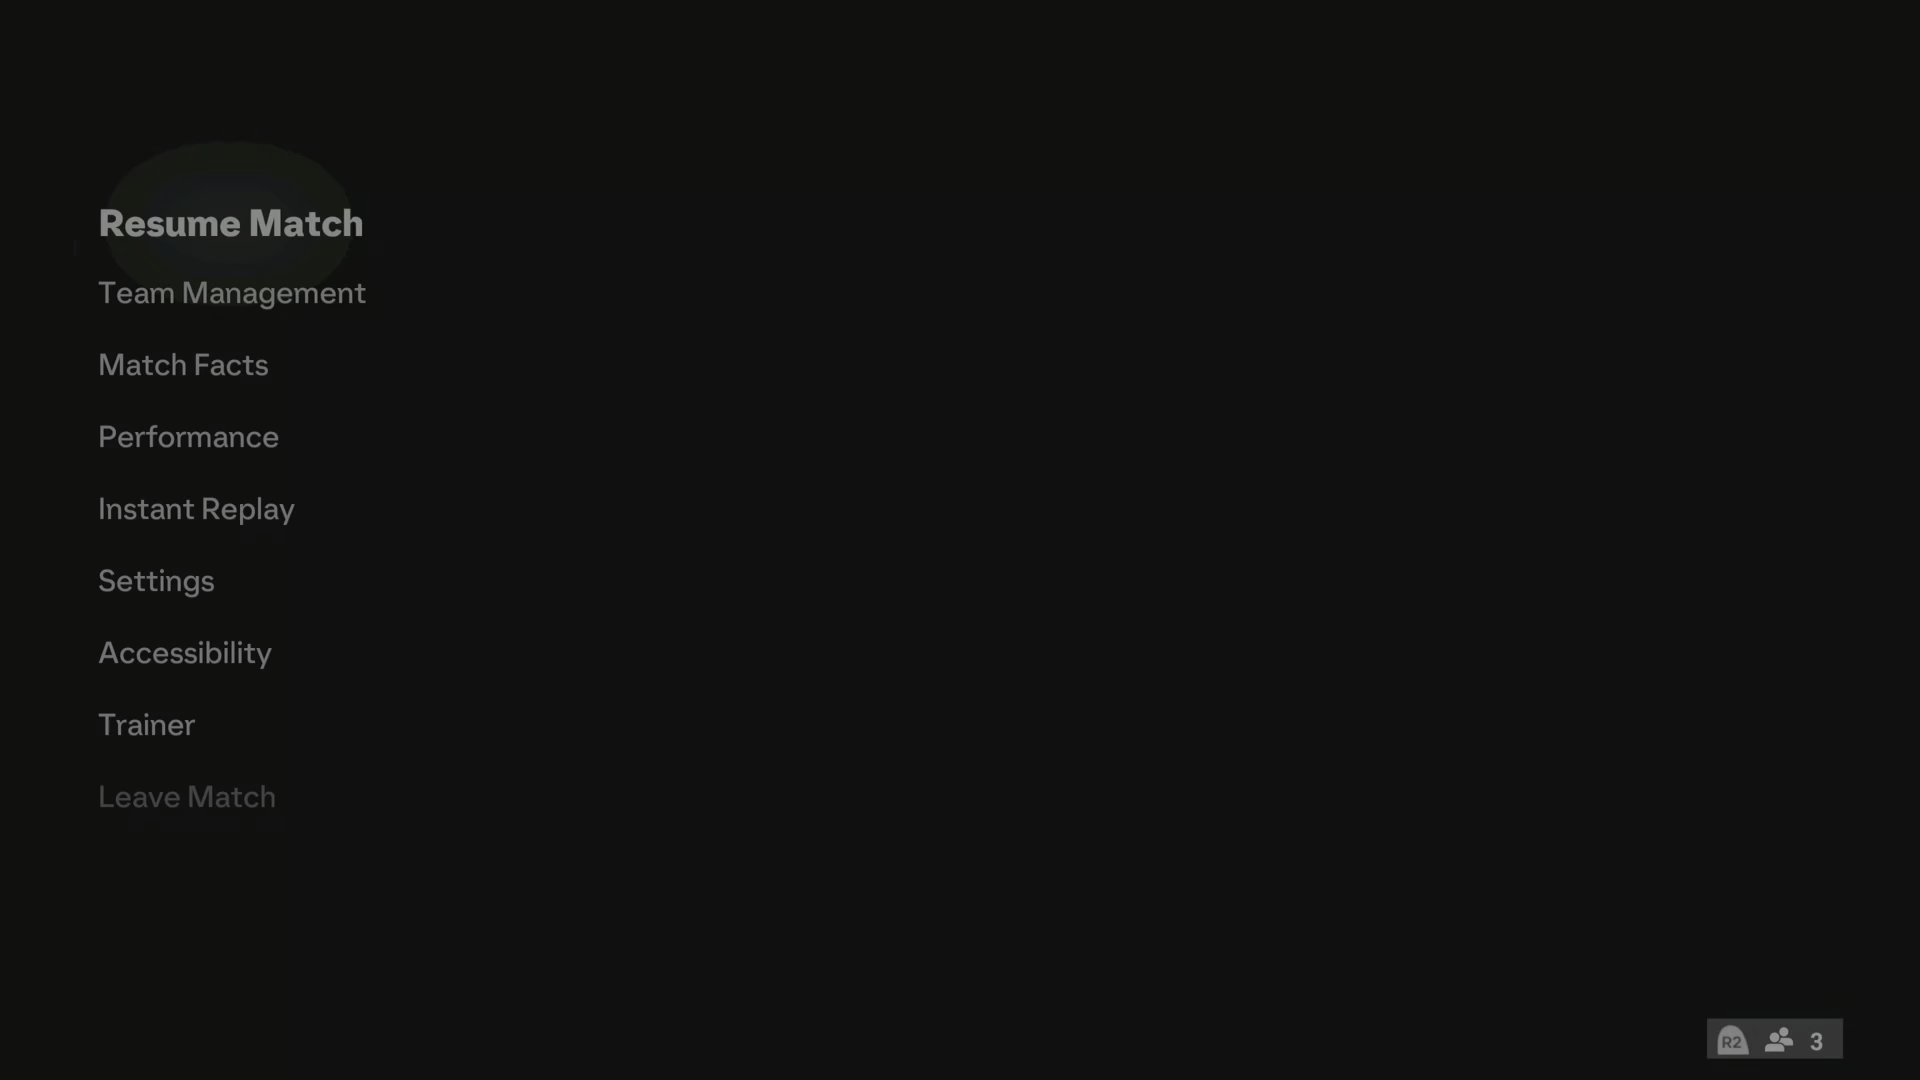 Resume Match
Team Management
Match Facts
Performance
Instant Replay
Settings
Accessibility
Trainer
Leave Match
R2 3